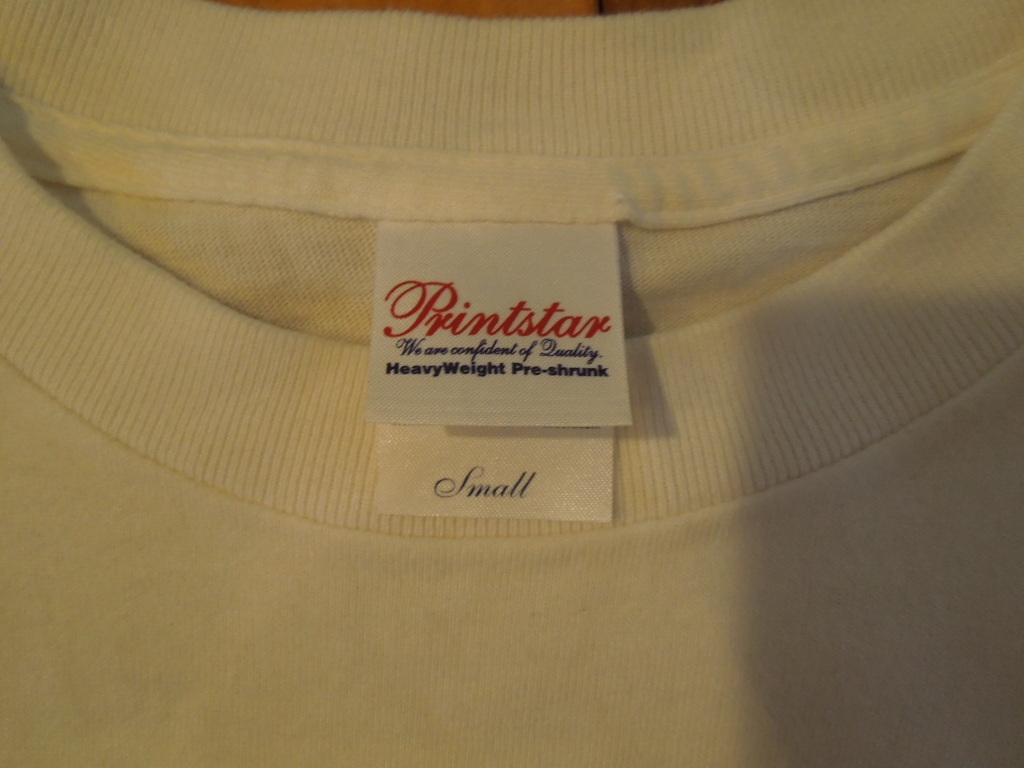 Printstar
We are confident of Quality.
HeavyWeight Pre-shrunk
Small